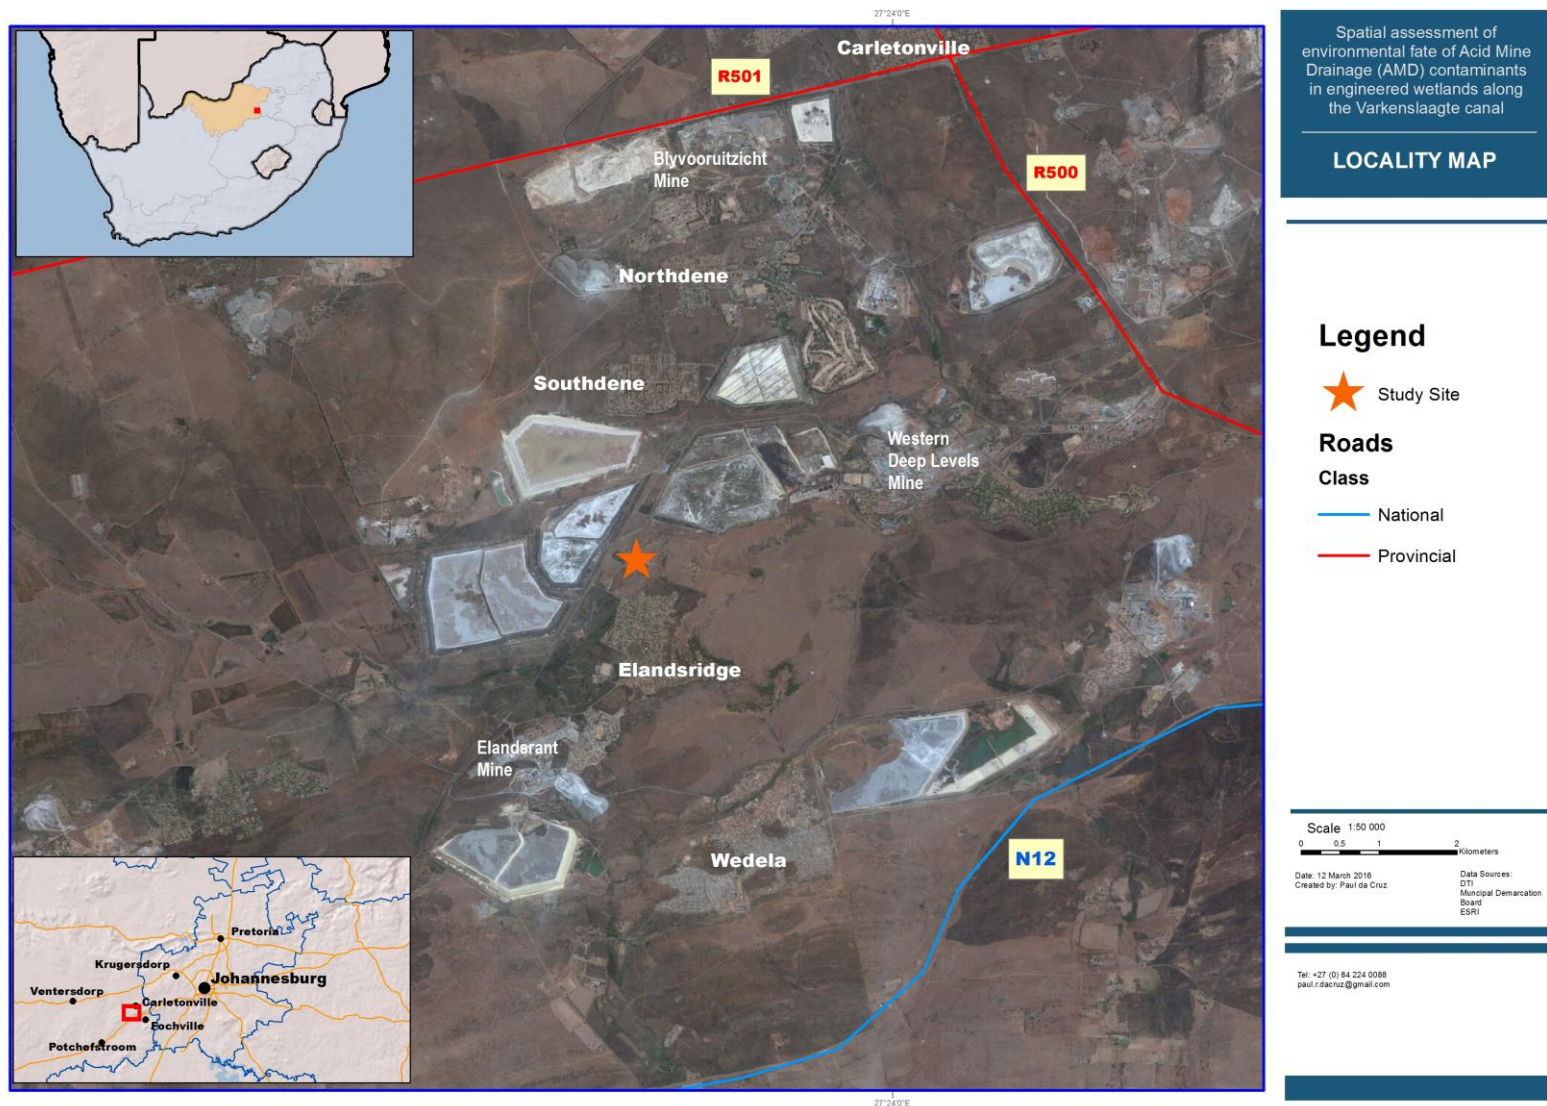 27°24'0"E
Carletonville
R501
Blyvooruitzicht
Mine
R500
Northdene
Southdene
Western
Deep Levels
Mine
Elandsridge
Elandsrant
Mine
Wedela
N12
Pretoria
Krugersdorp
Johannesburg
Ventersdorp
Carletonville
Fochville
Potchefstroom
27°24'0"E
Spatial assessment of
environmental fate of Acid Mine
Drainage (AMD) contaminants
in engineered wetlands along
the Varkenslaagte canal
LOCALITY MAP
Legend
Study Site
Roads
Class
National
Provincial
Scale 1:50 000
0 0.5 1 2
Kilometers
Date: 12 March 2016
Created by: Paul da Cruz
Data Sources:
DTI
Muncipal Demarcation
Board
ESRI
Tel: +27 (0) 84 224 0088
paul.r.dacruz@gmail.com